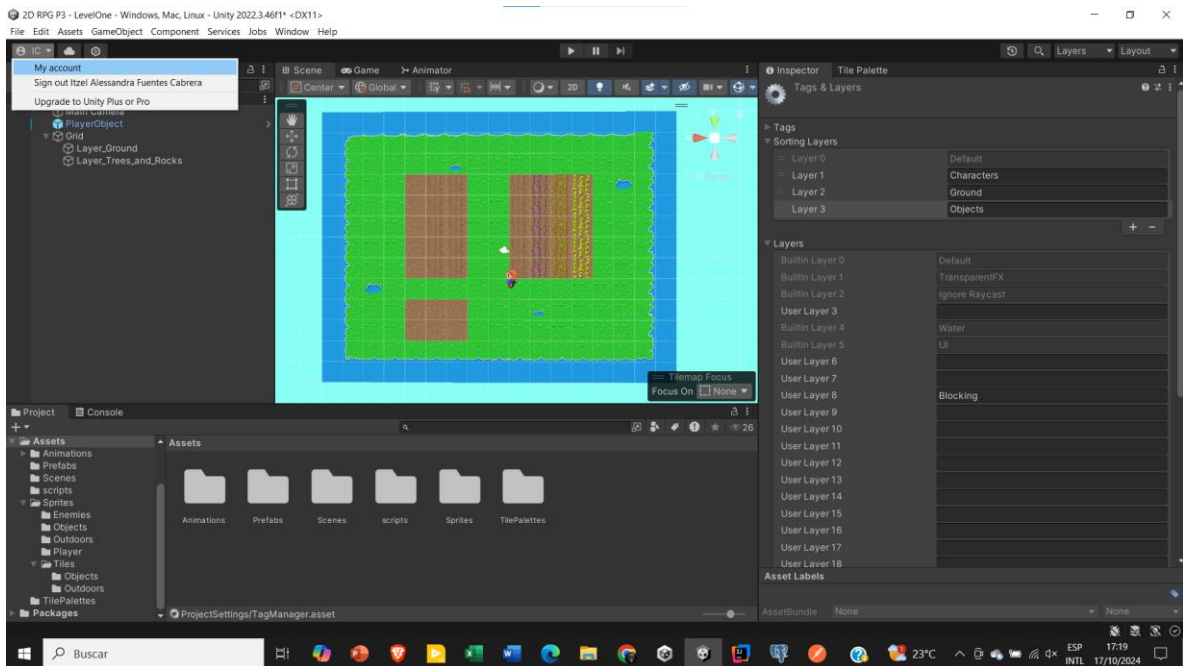 2D RPG P3 - LevelOne - Windows, Mac, Linux - Unity 2022.3.46f1* <DX11>
File Edit Assets GameObject Component Services Jobs Window Help
IC
Layers
Layout
My account
Sign out Itzel Alessandra Fuentes Cabrera
Upgrade to Unity Plus or Pro
Main Camera
PlayerObject
Grid
Layer_Ground
Layer_Trees_and_Rocks
Scene Game Animator
Center Global 2D
Tilemap Focus
Focus On None
Inspector Tile Palette
Tags & Layers
Tags
Sorting Layers
Layer 0 Default
Layer 1 Characters
Layer 2 Ground
Layer 3 Objects
Layers
Builtin Layer 0 Default
Builtin Layer 1 TransparentFX
Builtin Layer 2 Ignore Raycast
User Layer 3
Builtin Layer 4 Water
Builtin Layer 5 UI
User Layer 6
User Layer 7
User Layer 8 Blocking
User Layer 9
User Layer 10
User Layer 11
User Layer 12
User Layer 13
User Layer 14
User Layer 15
User Layer 16
User Layer 17
User Layer 18
Asset Labels
AssetBundle None None
Project Console
26
Assets
Animations
Prefabs
Scenes
scripts
Sprites
Enemies
Objects
Outdoors
Player
Tiles
Objects
Outdoors
TilePalettes
Packages
Assets
Animations Prefabs Scenes scripts Sprites TilePalettes
ProjectSettings/TagManager.asset
Buscar
23°C
ESP
INTL
17:19
17/10/2024